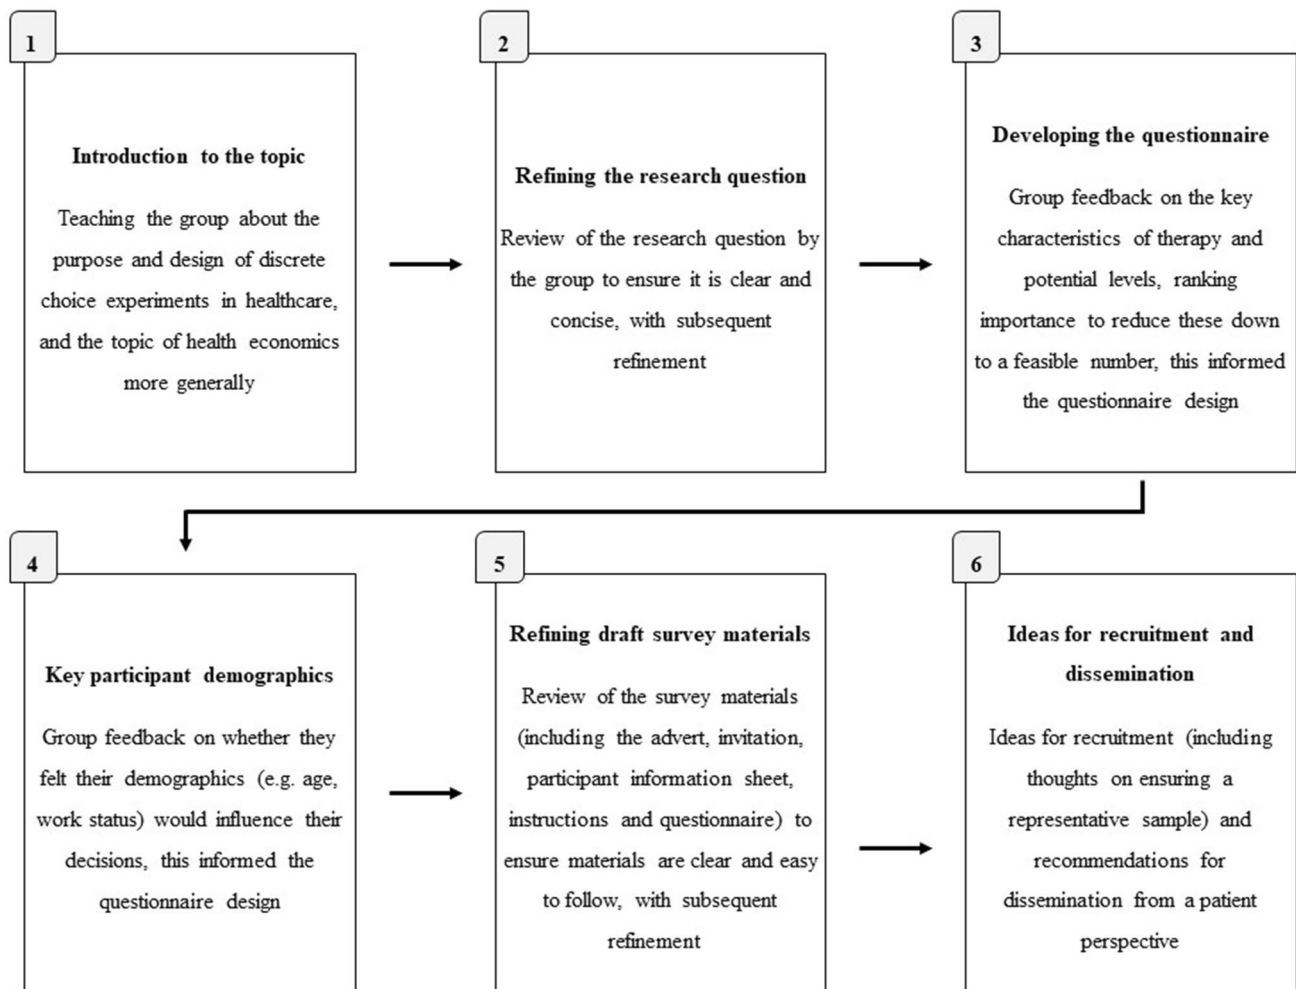 1
Introduction to the topic
Teaching the group about the
purpose and design of discrete
choice experiments in healthcare,
and the topic of health economics
more generally
2
Refining the research question
Review of the research question by
the group to ensure it is clear and
concise, with subsequent
refinement
3
Developing the questionnaire
Group feedback on the key
characteristics of therapy and
potential levels, ranking
importance to reduce these down
to a feasible number, this informed
the questionnaire design
4
Key participant demographics
Group feedback on whether they
felt their demographics (e.g. age,
work status) would influence their
decisions, this informed the
questionnaire design
5
Refining draft survey materials
Review of the survey materials
(including the advert, invitation,
participant information sheet,
instructions and questionnaire) to
ensure materials are clear and easy
to follow, with subsequent
refinement
6
Ideas for recruitment and
dissemination
Ideas for recruitment (including
thoughts on ensuring a
representative sample) and
recommendations for
dissemination from a patient
perspective